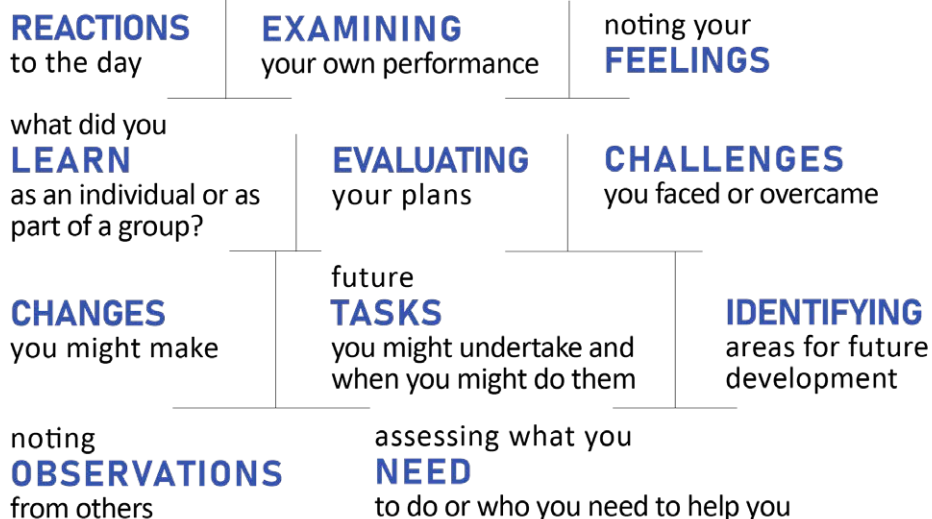 REACTIONS
to the day
EXAMINING
your own performance
noting your
FEELINGS
what did you
LEARN
as an individual or as
part of a group?
EVALUATING
your plans
CHALLENGES
you faced or overcame
CHANGES
you might make
future
TASKS
you might undertake and
when you might do them
IDENTIFYING
areas for future
development
noting
OBSERVATIONS
from others
assessing what you
NEED
to do or who you need to help you